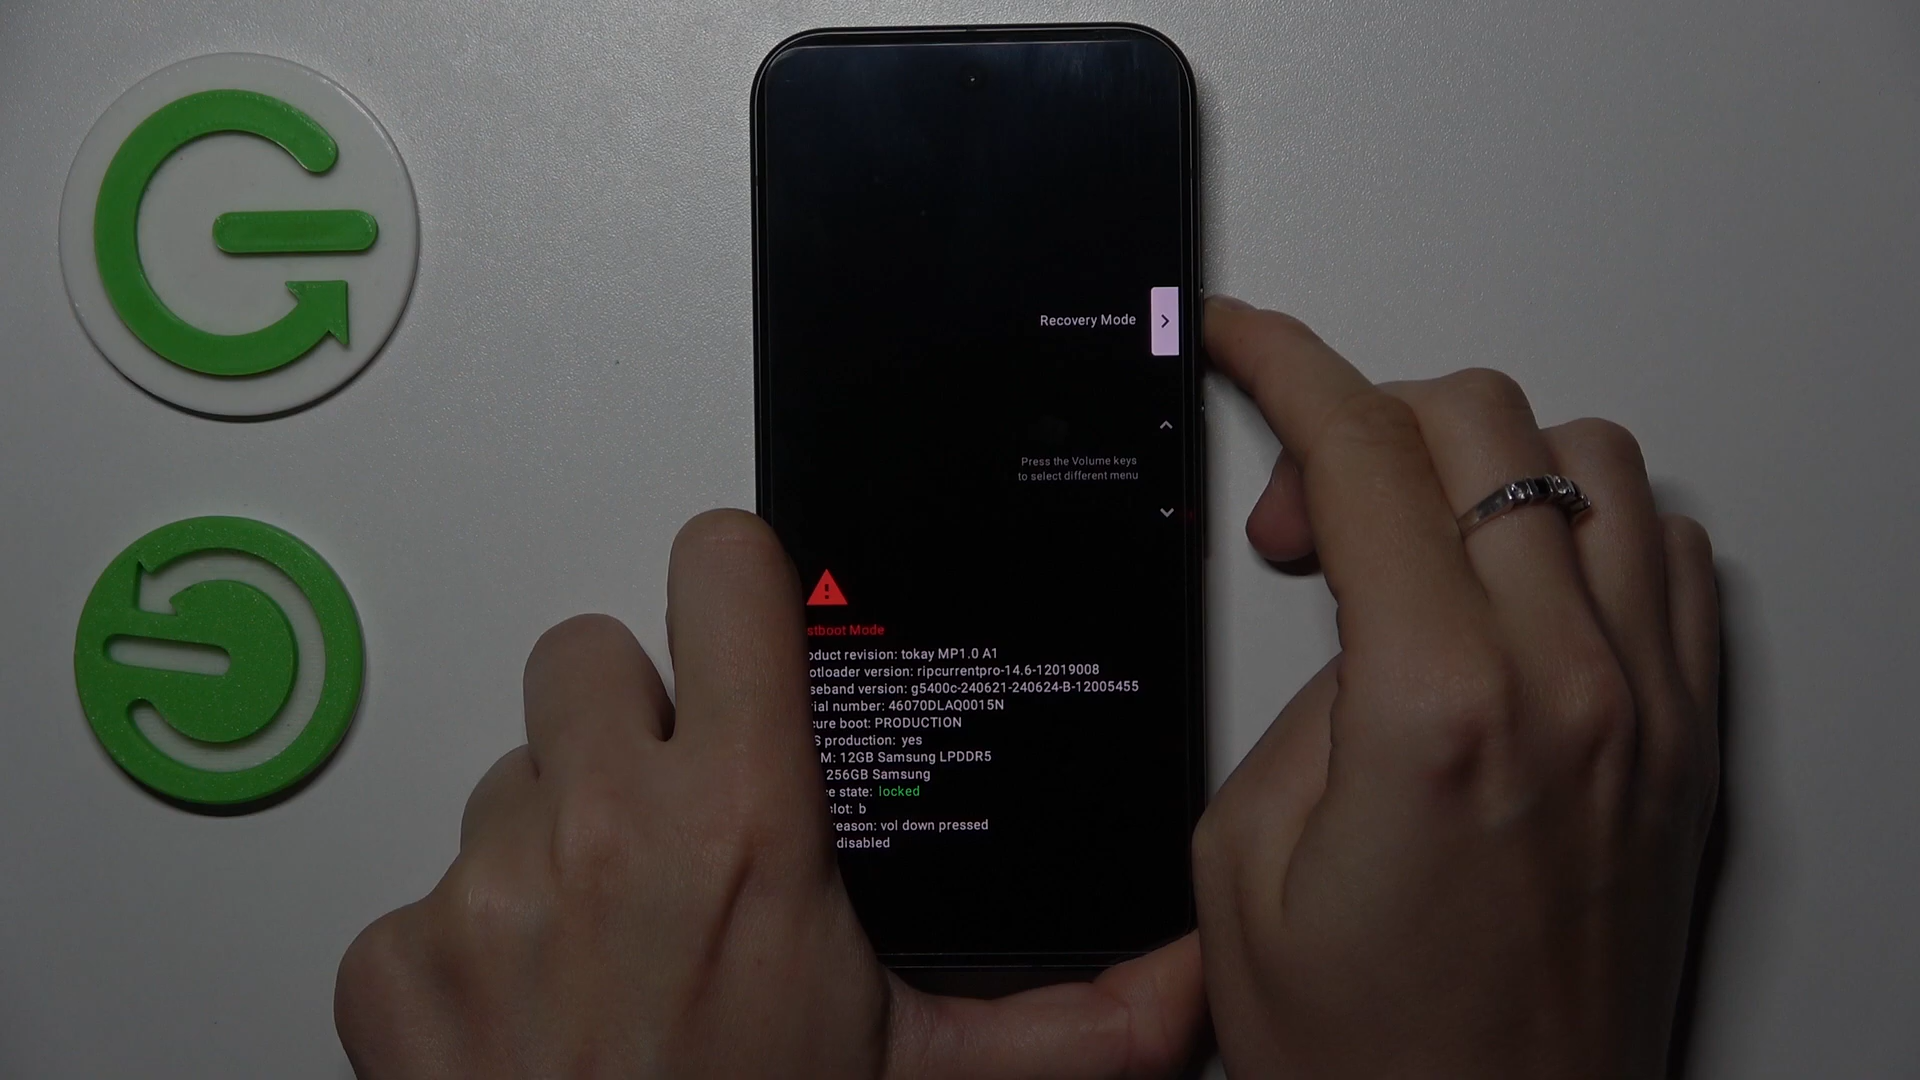 Recovery Mode
Press the Volume keys
to select different menu
stboot Mode
oduct revision: tokay MP1.0 A1
otloader version: ripcurrentpro-14.6-12019008
seband version: g5400c-240621-240624-B-12005455
ial number: 46070DLAQ0015N
cure boot: PRODUCTION
S production: yes
M: 12GB Samsung LPDDR5
256GB Samsung
e state: locked
slot: b
reason: vol down pressed
disabled